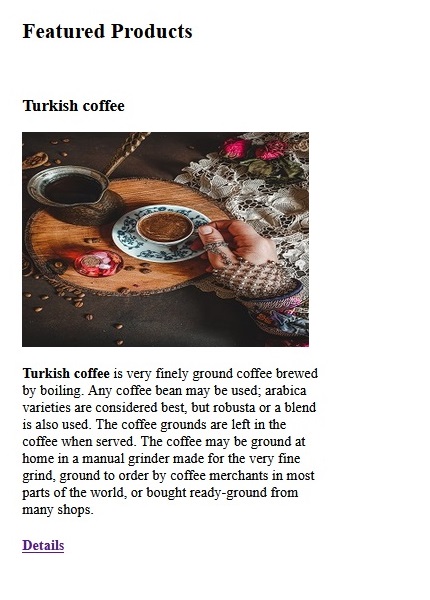 Featured Products
Turkish coffee
Turkish coffee is very finely ground coffee brewed
by boiling. Any coffee bean may be used; arabica
varieties are considered best, but robusta or a blend
is also used. The coffee grounds are left in the
coffee when served. The coffee may be ground at
home in a manual grinder made for the very fine
grind, ground to order by coffee merchants in most
parts of the world, or bought ready-ground from
many shops.
Details